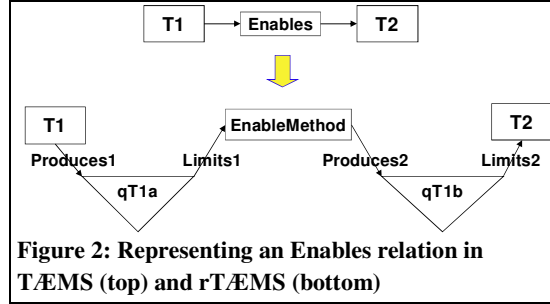 T1 Enables T2
T1 EnableMethod T2
Produces1 Limits1 Produces2 Limits2
qT1a qT1b
Figure 2: Representing an Enables relation in
TÆMS (top) and rTÆMS (bottom)